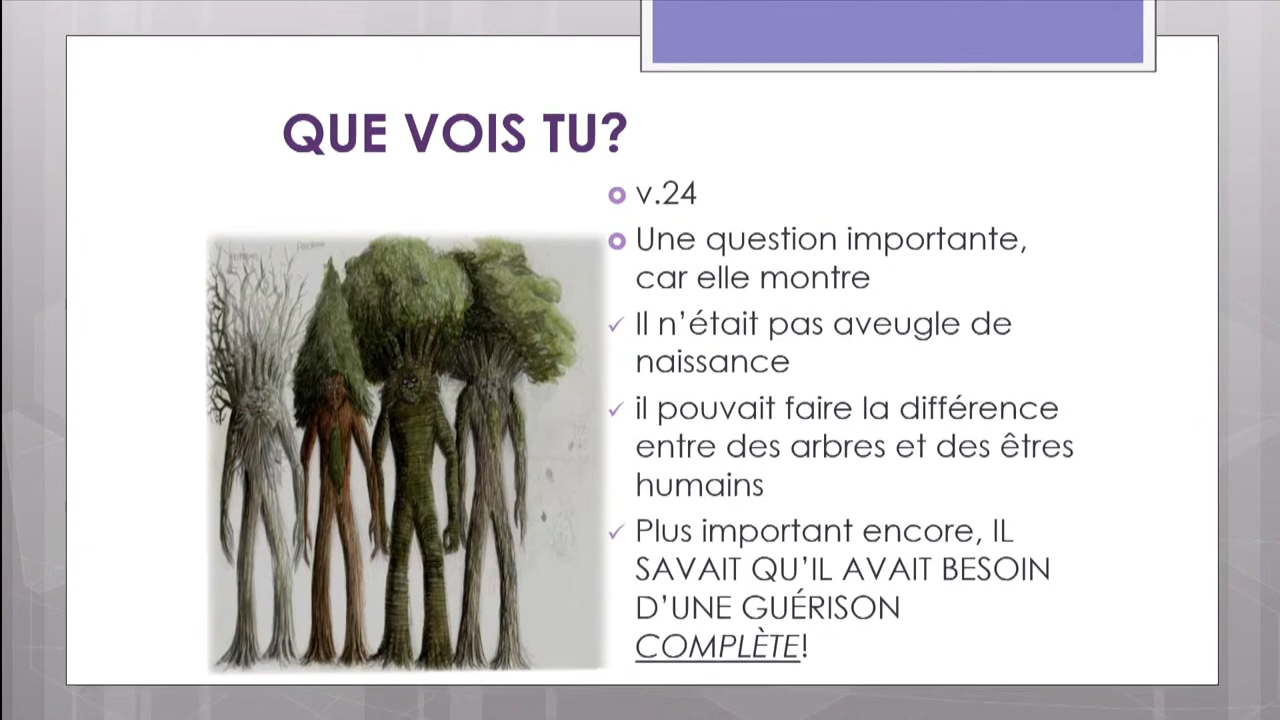 QUE VOIS TU?
v.24
Une question importante,
car elle montre
Il n'était pas aveugle de
naissance
il pouvait faire la différence
entre des arbres et des êtres
humains
Plus important encore, IL
SAVAIT QU'IL AVAIT BESOIN
D'UNE GUÉRISON
COMPLÈTE!